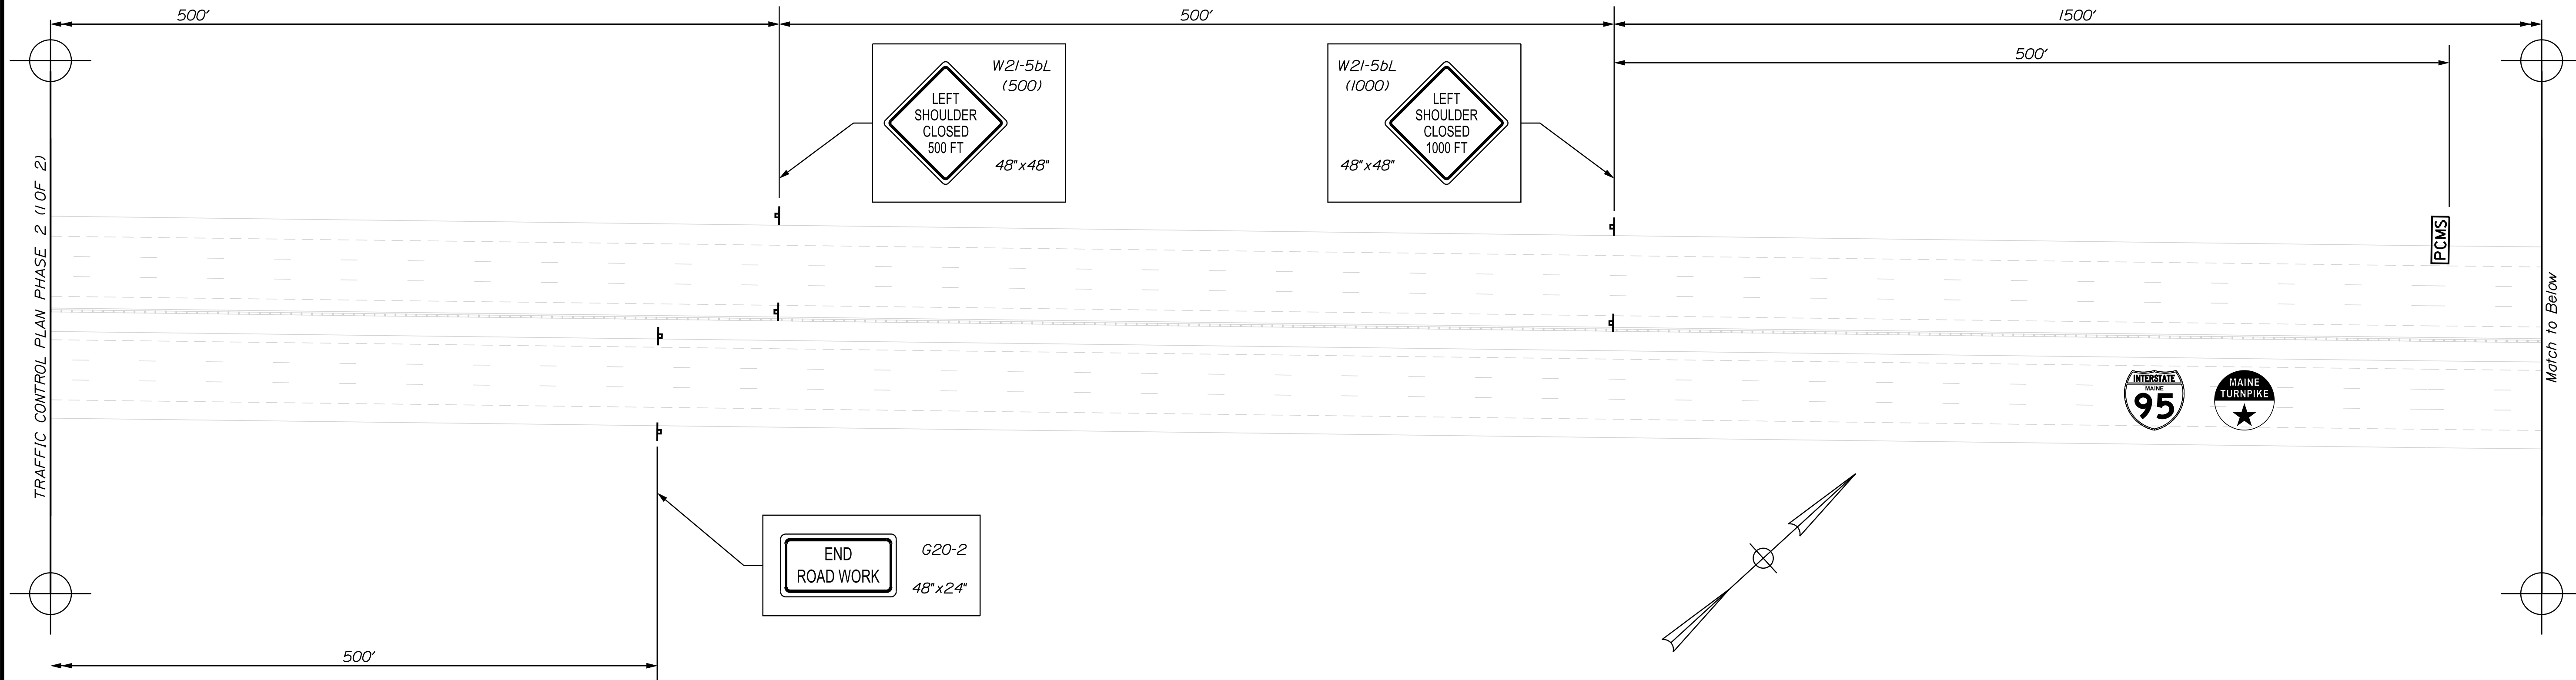 500'
500'
1500'
500'
W21-5bL
(500)
LEFT
SHOULDER
CLOSED
500 FT
48"x48"
W21-5bL
(1000)
LEFT
SHOULDER
CLOSED
1000 FT
48"x48"
TRAFFIC CONTROL PLAN PHASE 2 (1 OF 2)
PCMS
Match to Below
INTERSTATE
MAINE
95
MAINE
TURNPIKE
END
ROAD WORK
G20-2
48"x24"
500'